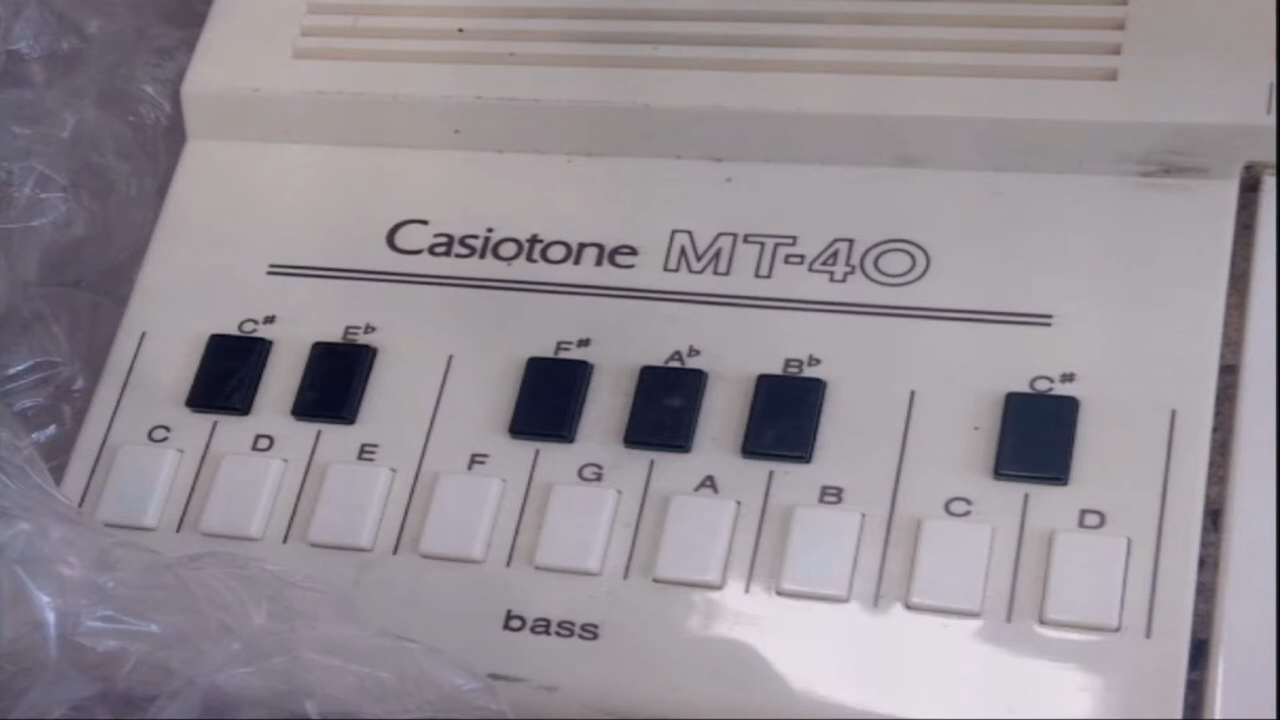 Casiotone MT-40
C# E♭ F# A♭ B♭ C#
C D E F G A B C D
bass